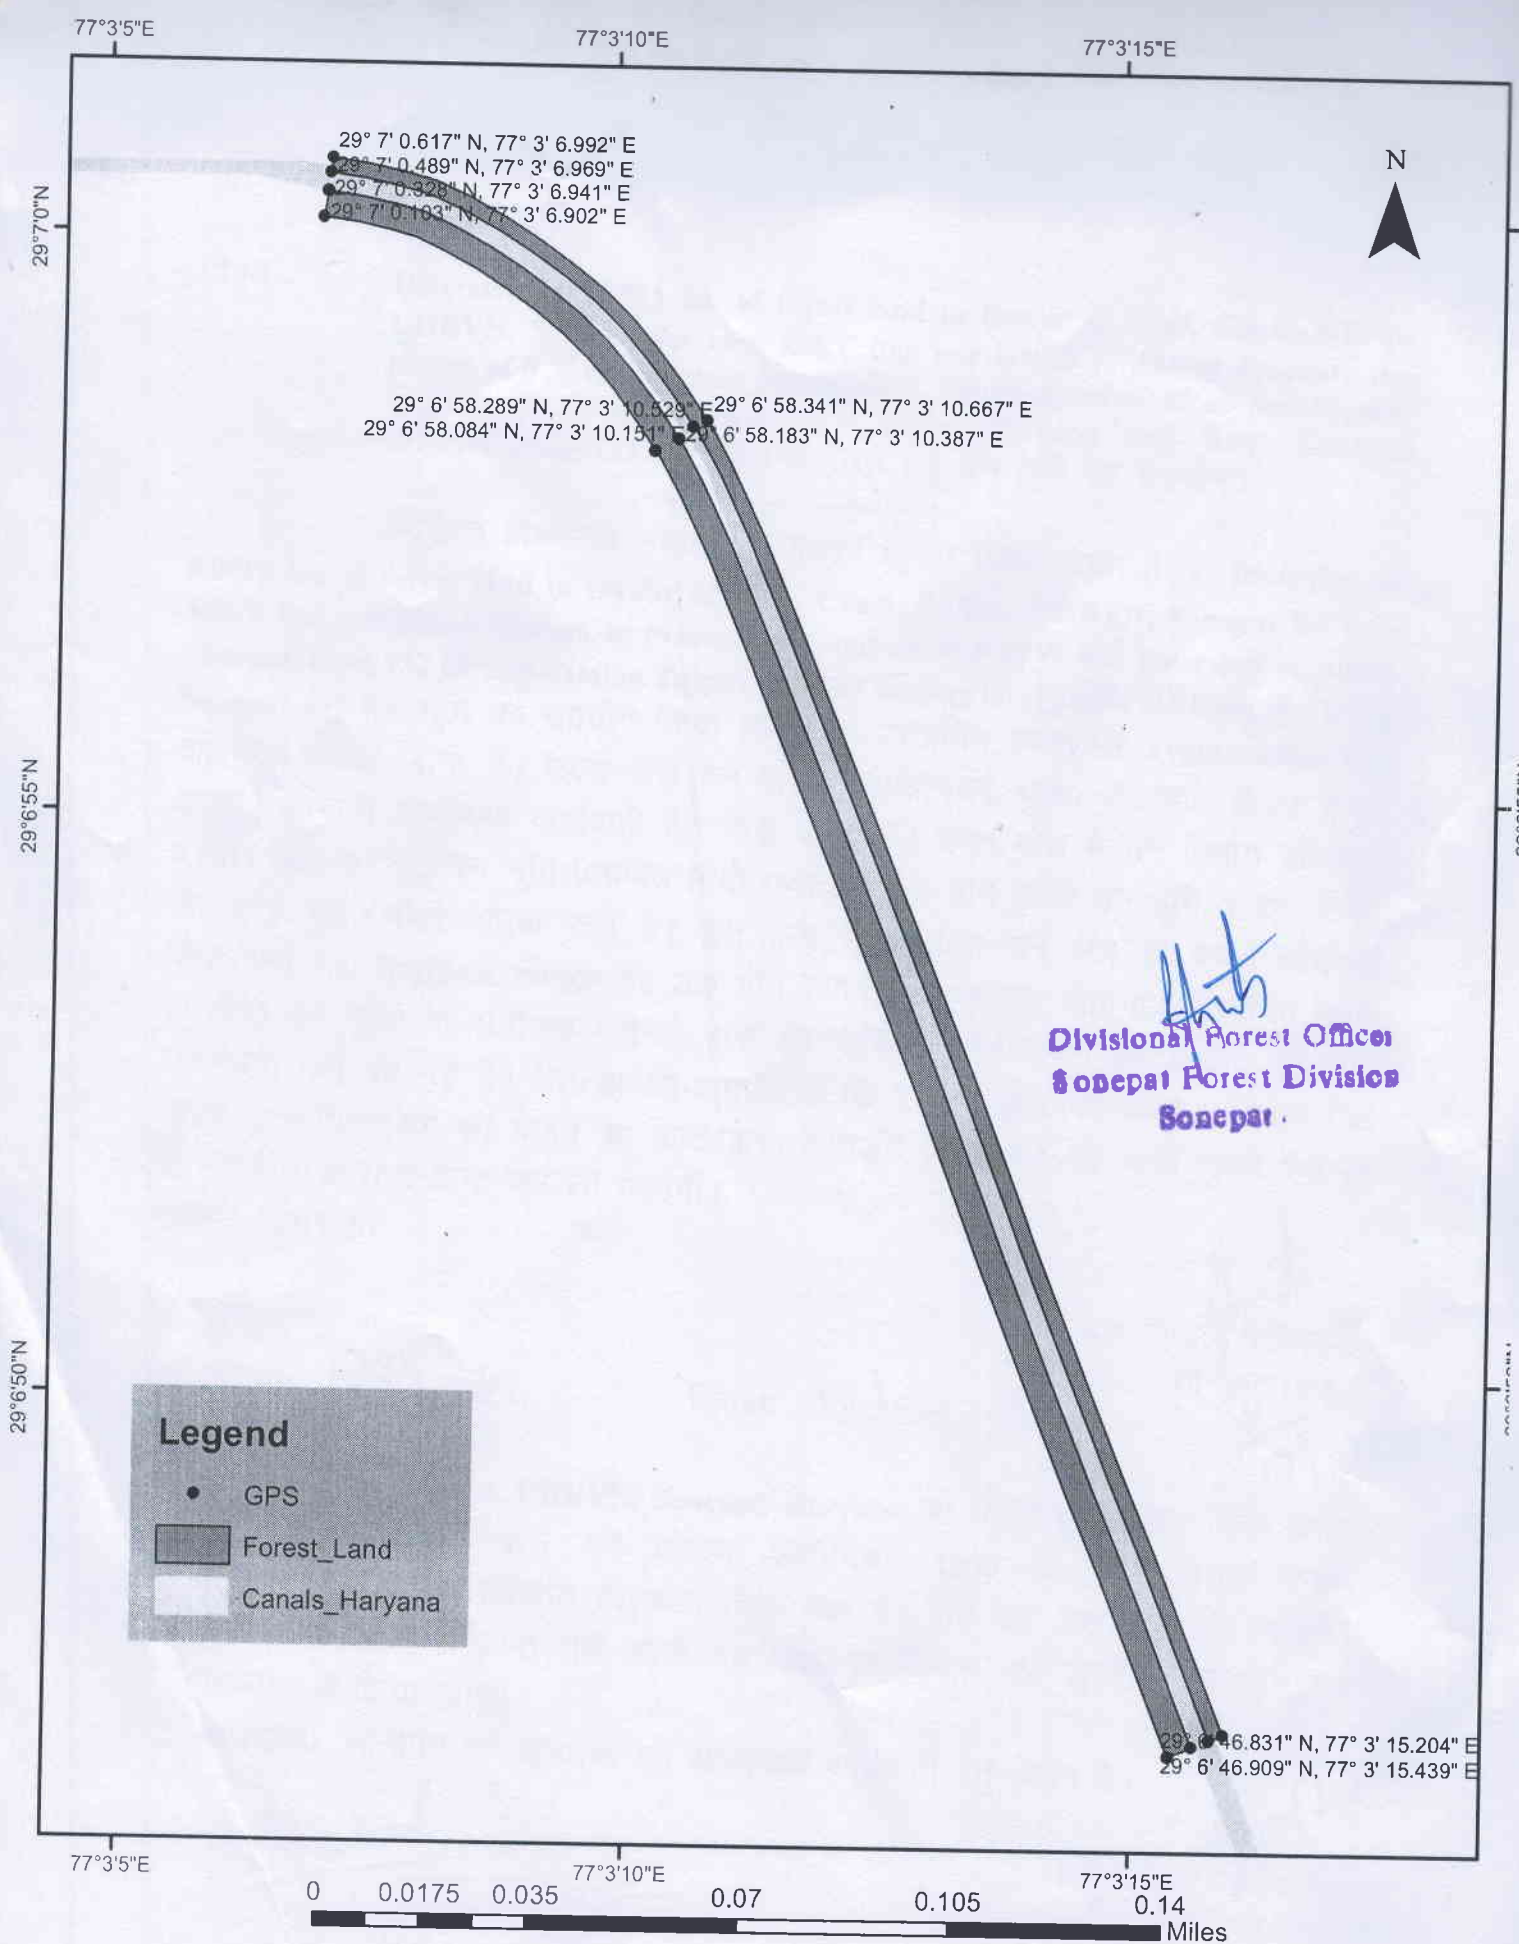 77°3'5"E
77°3'10"E
77°3'15"E
29° 7' 0.617" N, 77° 3' 6.992" E
29° 7' 0.489" N, 77° 3' 6.969" E
29° 7' 0.328" N, 77° 3' 6.941" E
29° 7' 0.103" N, 77° 3' 6.902" E
N
29°7'0"N
29° 6' 58.289" N, 77° 3' 10.529" E
29° 6' 58.341" N, 77° 3' 10.667" E
29° 6' 58.084" N, 77° 3' 10.151" E
29° 6' 58.183" N, 77° 3' 10.387" E
29°6'55"N
Divisional Forest Officer
Sonepat Forest Division
Sonepat.
29°6'50"N
Legend
GPS
Forest_Land
Canals_Haryana
29° 6' 46.831" N, 77° 3' 15.204" E
29° 6' 46.909" N, 77° 3' 15.439" E
77°3'5"E
77°3'10"E
77°3'15"E
0 0.0175 0.035 0.07 0.105 0.14
Miles